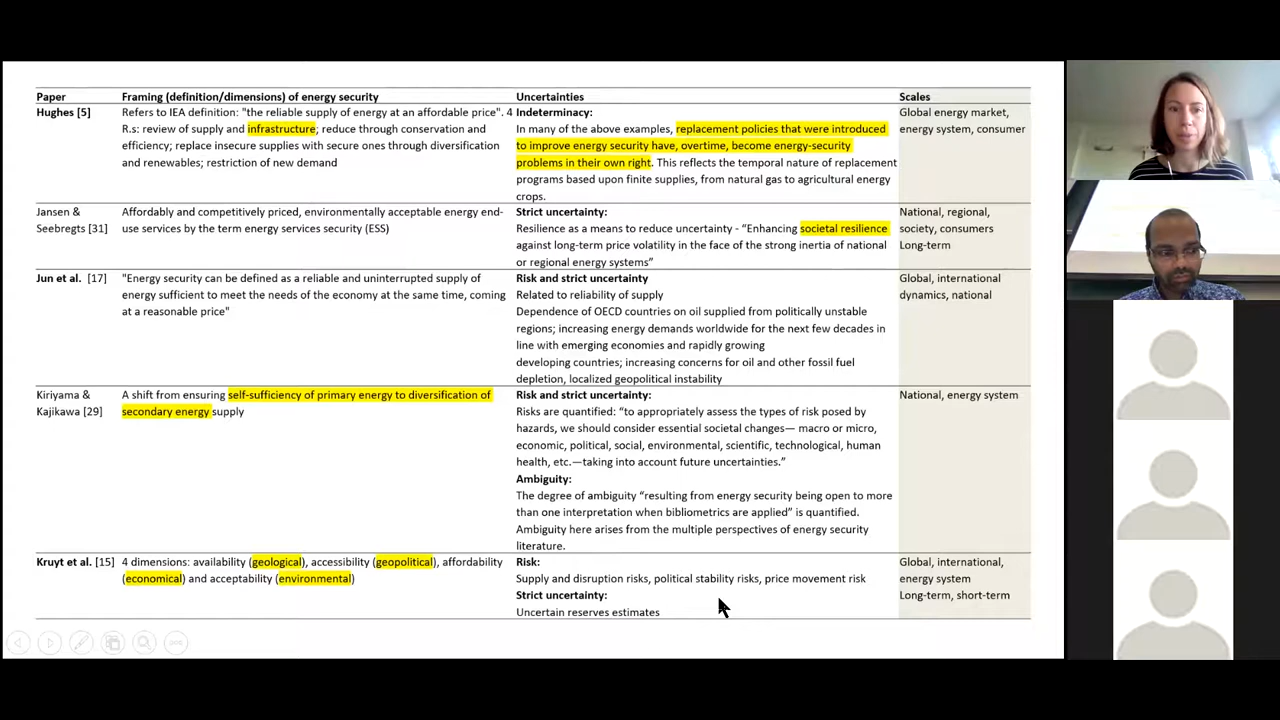 Paper Framing (definition/dimensions) of energy security Uncertainties Scales
Hughes [5] Refers to IEA definition: "the reliable supply of energy at an affordable price". 4
R.s: review of supply and infrastructure; reduce through conservation and
efficiency; replace insecure supplies with secure ones through diversification
and renewables; restriction of new demand
Indeterminacy:
In many of the above examples, replacement policies that were introduced
to improve energy security have, overtime, become energy-security
problems in their own right. This reflects the temporal nature of replacement
programs based upon finite supplies, from natural gas to agricultural energy
crops.
Global energy market,
energy system, consumer
Jansen &
Seebregts [31]
Affordably and competitively priced, environmentally acceptable energy end-
use services by the term energy services security (ESS)
Strict uncertainty:
Resilience as a means to reduce uncertainty - “Enhancing societal resilience
against long-term price volatility in the face of the strong inertia of national
or regional energy systems”
National, regional,
society, consumers
Long-term
Jun et al. [17]
"Energy security can be defined as a reliable and uninterrupted supply of
energy sufficient to meet the needs of the economy at the same time, coming
at a reasonable price"
Risk and strict uncertainty
Related to reliability of supply
Dependence of OECD countries on oil supplied from politically unstable
regions; increasing energy demands worldwide for the next few decades in
line with emerging economies and rapidly growing
developing countries; increasing concerns for oil and other fossil fuel
depletion, localized geopolitical instability
Global, international
dynamics, national
Kiriyama &
Kajikawa [29]
A shift from ensuring self-sufficiency of primary energy to diversification of
secondary energy supply
Risk and strict uncertainty:
Risks are quantified: “to appropriately assess the types of risk posed by
hazards, we should consider essential societal changes— macro or micro,
economic, political, social, environmental, scientific, technological, human
health, etc.—taking into account future uncertainties.”
Ambiguity:
The degree of ambiguity “resulting from energy security being open to more
than one interpretation when bibliometrics are applied” is quantified.
Ambiguity here arises from the multiple perspectives of energy security
literature.
National, energy system
Kruyt et al. [15]
4 dimensions: availability (geological), accessibility (geopolitical), affordability
(economical) and acceptability (environmental)
Risk:
Supply and disruption risks, political stability risks, price movement risk
Strict uncertainty:
Uncertain reserves estimates
Global, international,
energy system
Long-term, short-term